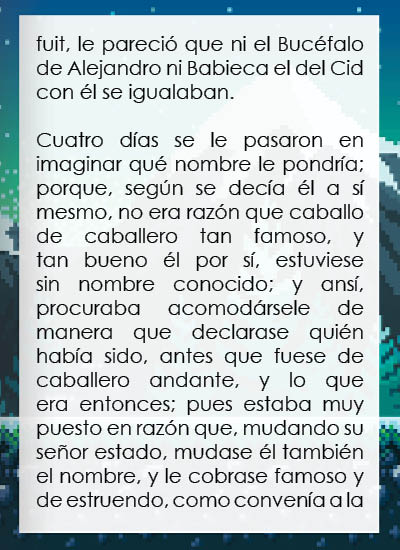 fuit, le pareció que ni el Bucéfalo
de Alejandro ni Babieca el del Cid
con él se igualaban.
Cuatro días se le pasaron en
imaginar qué nombre le pondría;
porque, según se decía él a sí
mesmo, no era razón que caballo
de caballero tan famoso, y
tan bueno él por sí, estuviese
sin nombre conocido; y ansí,
procuraba acomodársele de
manera que declarase quién
había sido, antes que fuese de
caballero andante, y lo que
era entonces; pues estaba muy
puesto en razón que, mudando su
señor estado, mudase él también
el nombre, y le cobrase famoso y
de estruendo, como convenía a la